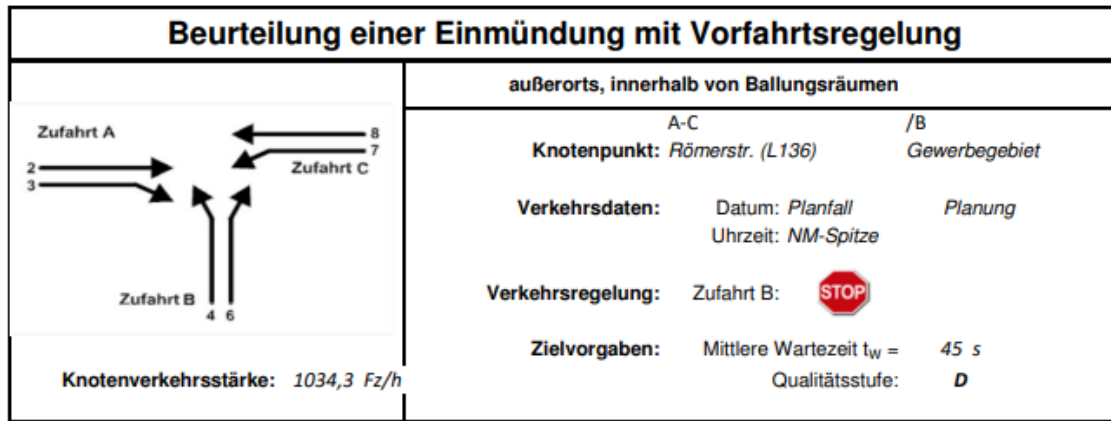 Beurteilung einer Einmündung mit Vorfahrtsregelung
außerorts, innerhalb von Ballungsräumen
Zufahrt A
8
7
Zufahrt C
2
3
Zufahrt B
4 6
Knotenverkehrsstärke: 1034,3 Fz/h
A-C /B
Knotenpunkt: Römerstr. (L136) Gewerbegebiet
Verkehrsdaten: Datum: Planfall Planung
Uhrzeit: NM-Spitze
Verkehrsregelung: Zufahrt B: STOP
Zielvorgaben: Mittlere Wartezeit tw = 45 s
Qualitätsstufe: D